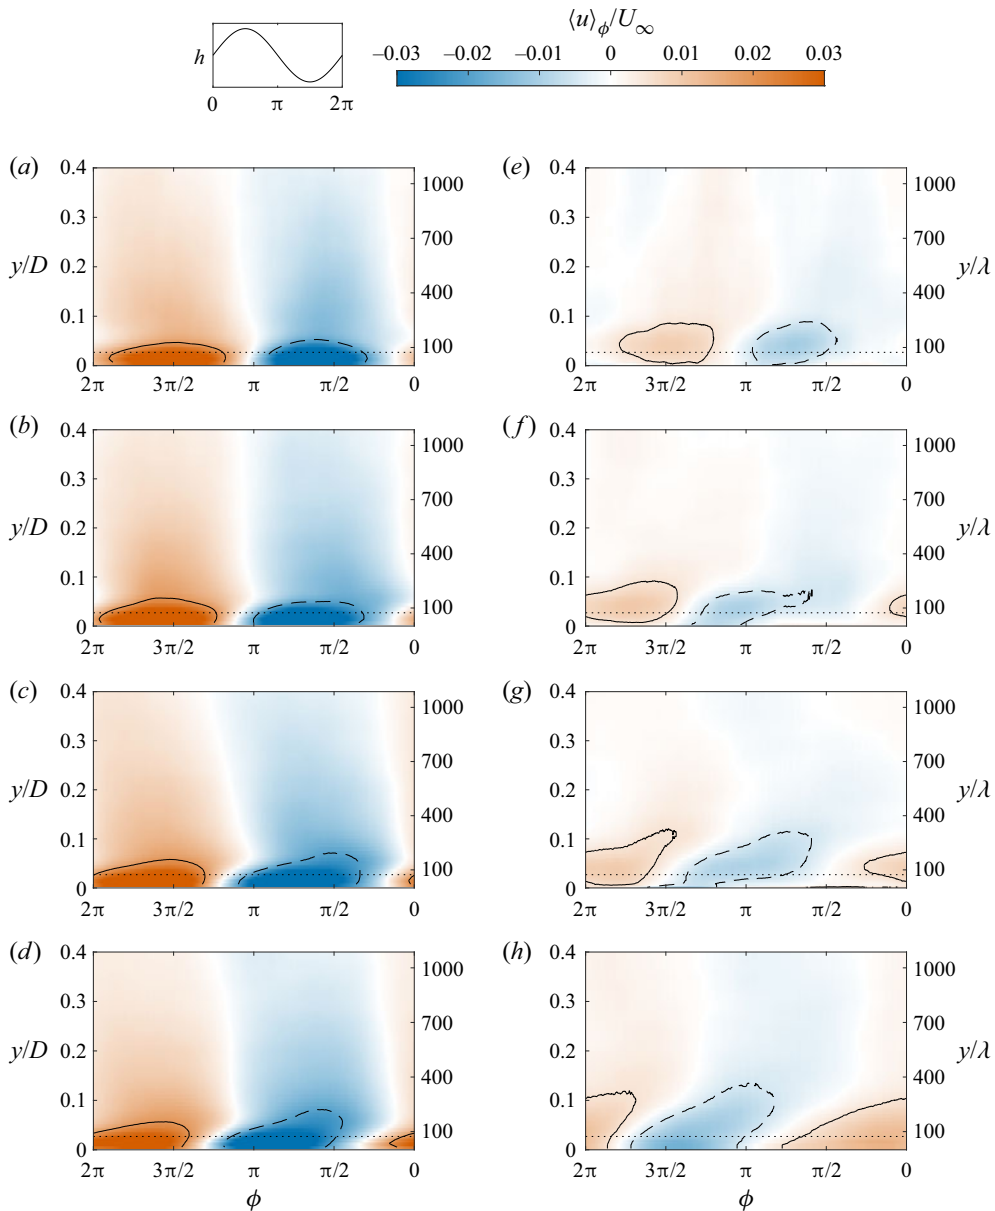 ⟨u⟩ϕ/U∞
−0.03 −0.02 −0.01 0 0.01 0.02 0.03
h
0 π 2π
(a) 0.4 0.3 0.2 0.1 0 y/D 1000 700 400 100
2π 3π/2 π π/2 0
(e) 0.4 0.3 0.2 0.1 0 1000 700 400 100 y/λ
2π 3π/2 π π/2 0
(b) 0.4 0.3 0.2 0.1 0 y/D 1000 700 400 100
2π 3π/2 π π/2 0
(f) 0.4 0.3 0.2 0.1 0 1000 700 400 100 y/λ
2π 3π/2 π π/2 0
(c) 0.4 0.3 0.2 0.1 0 y/D 1000 700 400 100
2π 3π/2 π π/2 0
(g) 0.4 0.3 0.2 0.1 0 1000 700 400 100 y/λ
2π 3π/2 π π/2 0
(d) 0.4 0.3 0.2 0.1 0 y/D 1000 700 400 100
2π 3π/2 π π/2 0
ϕ
(h) 0.4 0.3 0.2 0.1 0 1000 700 400 100 y/λ
2π 3π/2 π π/2 0
ϕ